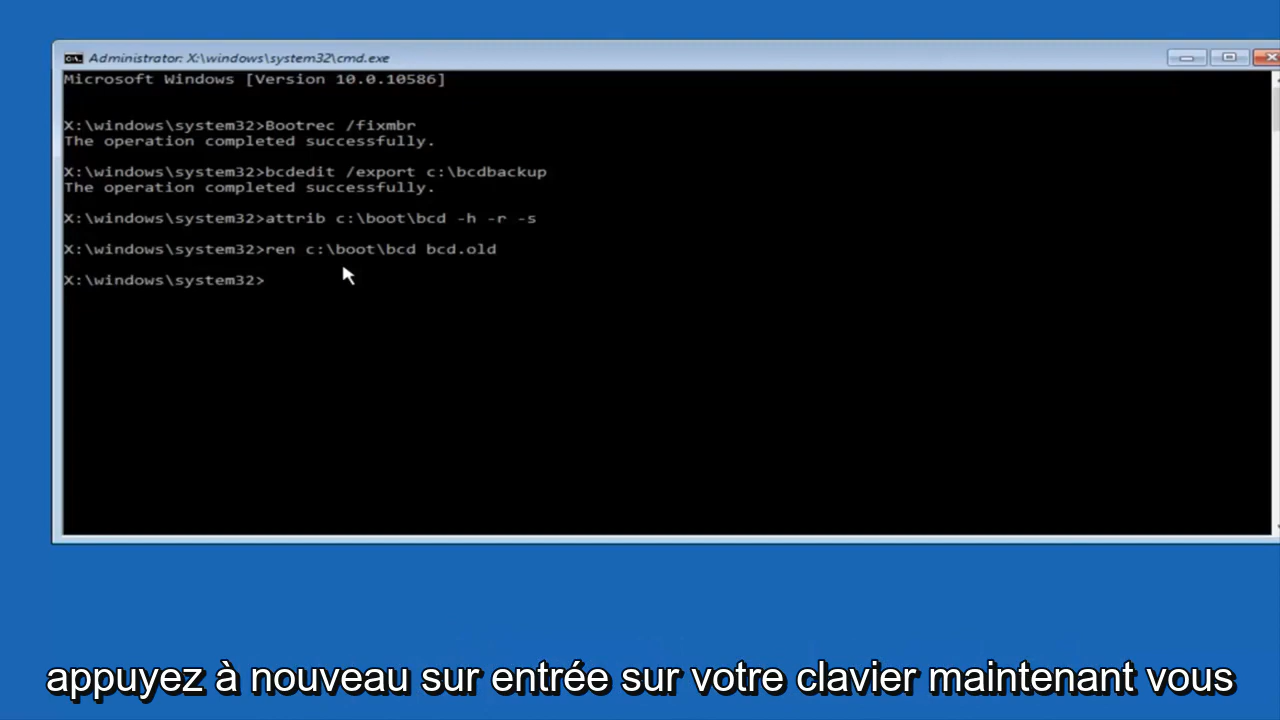 Administrator: X:\windows\system32\cmd.exe
Microsoft Windows [Version 10.0.10586]
X:\windows\system32>Bootrec /fixmbr
The operation completed successfully.
X:\windows\system32>bcdedit /export c:\bcdbackup
The operation completed successfully.
X:\windows\system32>attrib c:\boot\bcd -h -r -s
X:\windows\system32>ren c:\boot\bcd bcd.old
X:\windows\system32>
appuyez à nouveau sur entrée sur votre clavier maintenant vous